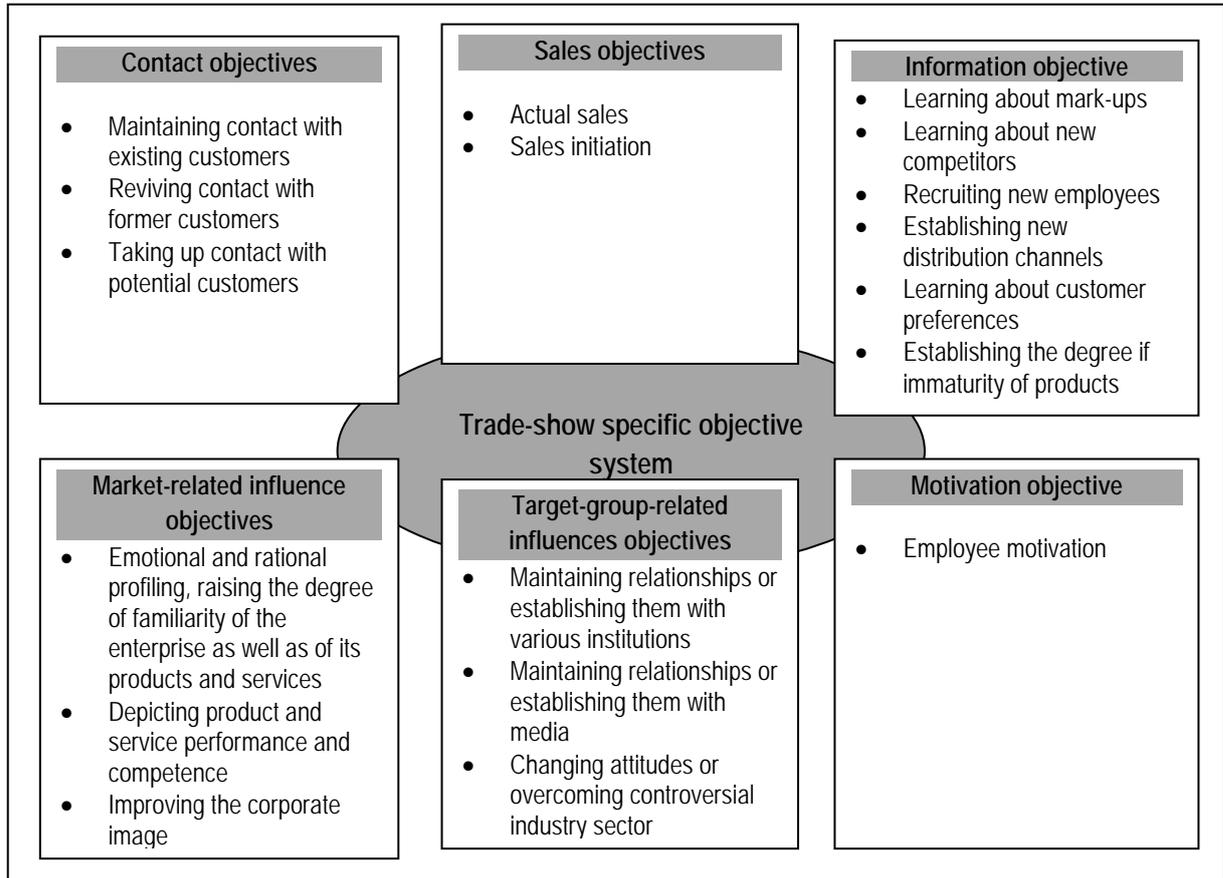 Contact objectives
• Maintaining contact with
existing customers
• Reviving contact with
former customers
• Taking up contact with
potential customers
Sales objectives
• Actual sales
• Sales initiation
Information objective
• Learning about mark-ups
• Learning about new
competitors
• Recruiting new employees
• Establishing new
distribution channels
• Learning about customer
preferences
• Establishing the degree if
immaturity of products
Trade-show specific objective
system
Market-related influence
objectives
• Emotional and rational
profiling, raising the degree
of familiarity of the
enterprise as well as of its
products and services
• Depicting product and
service performance and
competence
• Improving the corporate
image
Target-group-related
influences objectives
• Maintaining relationships or
establishing them with
various institutions
• Maintaining relationships or
establishing them with
media
• Changing attitudes or
overcoming controversial
industry sector
Motivation objective
• Employee motivation